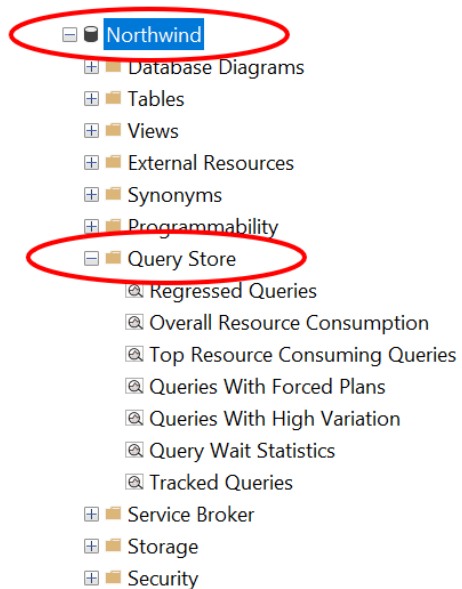 Northwind
Database Diagrams
Tables
Views
External Resources
Synonyms
Programmability
Query Store
Regressed Queries
Overall Resource Consumption
Top Resource Consuming Queries
Queries With Forced Plans
Queries With High Variation
Query Wait Statistics
Tracked Queries
Service Broker
Storage
Security